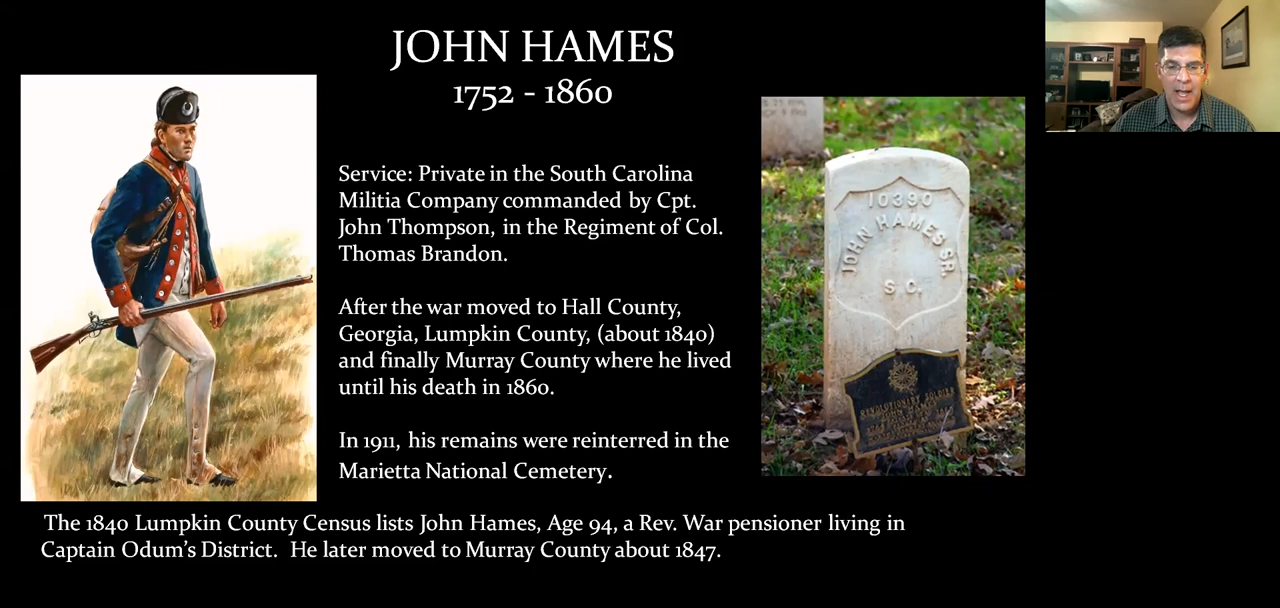 JOHN HAMES
1752 - 1860
Service: Private in the South Carolina
Militia Company commanded by Cpt.
John Thompson, in the Regiment of Col.
Thomas Brandon.
After the war moved to Hall County,
Georgia, Lumpkin County, (about 1840)
and finally Murray County where he lived
until his death in 1860.
In 1911, his remains were reinterred in the
Marietta National Cemetery.
10390
JOHN HAMES SR.
S.C.
REVOLUTIONARY SOLDIER
The 1840 Lumpkin County Census lists John Hames, Age 94, a Rev. War pensioner living in
Captain Odum's District. He later moved to Murray County about 1847.